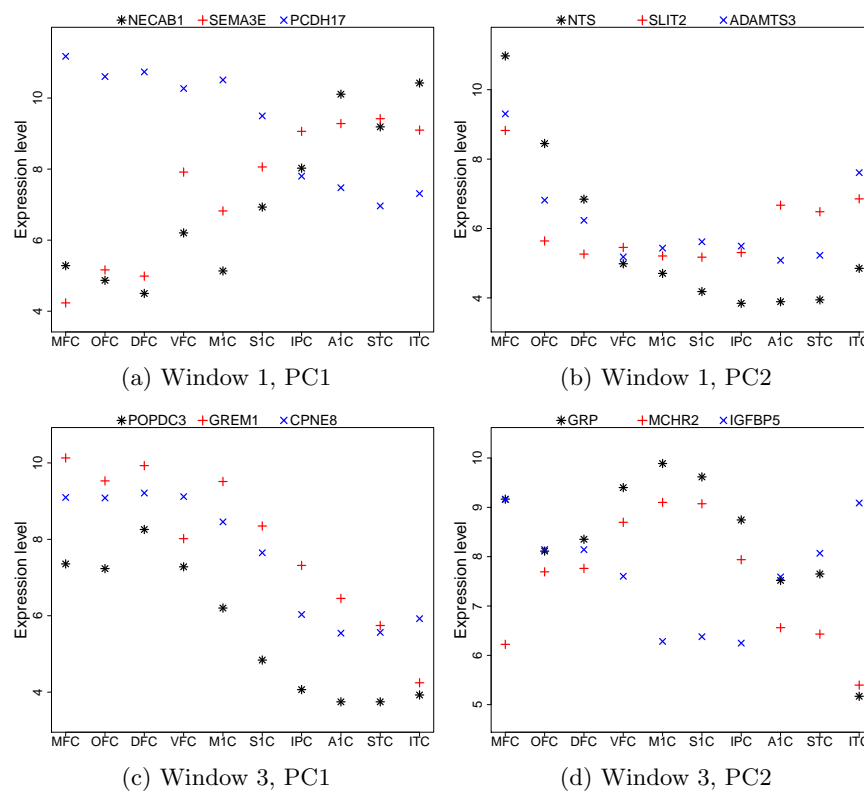 NECAB1 SEMA3E PCDH17
Expression level
4 6 8 10
MFC OFC DFC VFC M1C S1C IPC A1C STC ITC
(a) Window 1, PC1
NTS SLIT2 ADAMTS3
Expression level
4 6 8 10
MFC OFC DFC VFC M1C S1C IPC A1C STC ITC
(b) Window 1, PC2
POPDC3 GREM1 CPNE8
Expression level
4 6 8 10
MFC OFC DFC VFC M1C S1C IPC A1C STC ITC
(c) Window 3, PC1
GRP MCHR2 IGFBP5
Expression level
5 6 7 8 9 10
MFC OFC DFC VFC M1C S1C IPC A1C STC ITC
(d) Window 3, PC2